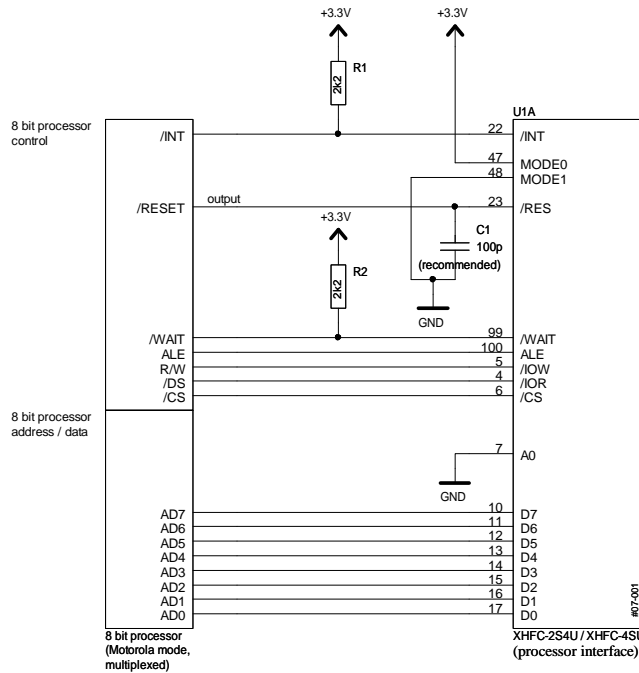 +3.3V
+3.3V
R1
2k2
U1A
8 bit processor
control
/INT
22
/INT
47
MODE0
48
MODE1
/RESET
output
23
/RES
+3.3V
C1
100p
(recommended)
R2
2k2
GND
/WAIT
99
/WAIT
ALE
100
ALE
R/W
5
/IOW
/DS
4
/IOR
/CS
6
/CS
8 bit processor
address / data
7
A0
GND
AD7
10
D7
AD6
11
D6
AD5
12
D5
AD4
13
D4
AD3
14
D3
AD2
15
D2
AD1
16
D1
AD0
17
D0
#07-001
8 bit processor
(Motorola mode,
multiplexed)
XHFC-2S4U / XHFC-4SU
(processor interface)